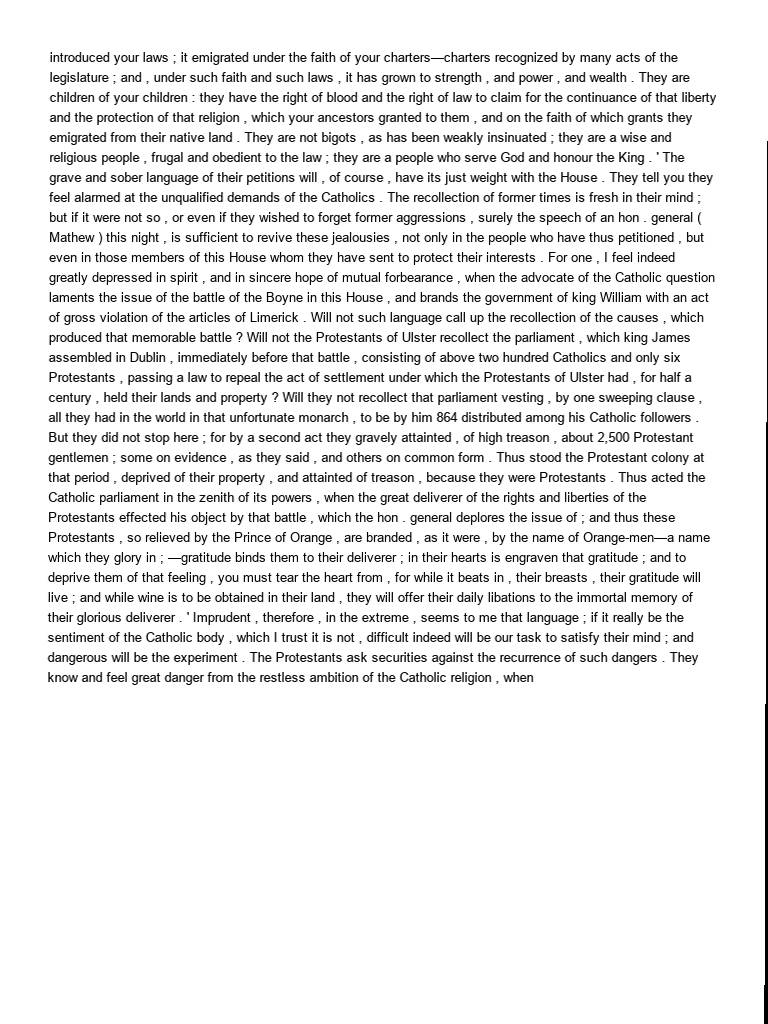 introduced your laws ; it emigrated under the faith of your charters—charters recognized by many acts of the
legislature ; and , under such faith and such laws , it has grown to strength , and power , and wealth . They are
children of your children : they have the right of blood and the right of law to claim for the continuance of that liberty
and the protection of that religion , which your ancestors granted to them , and on the faith of which grants they
emigrated from their native land . They are not bigots , as has been weakly insinuated ; they are a wise and
religious people , frugal and obedient to the law ; they are a people who serve God and honour the King . ' The
grave and sober language of their petitions will , of course , have its just weight with the House . They tell you they
feel alarmed at the unqualified demands of the Catholics . The recollection of former times is fresh in their mind ;
but if it were not so , or even if they wished to forget former aggressions , surely the speech of an hon . general (
Mathew ) this night , is sufficient to revive these jealousies , not only in the people who have thus petitioned , but
even in those members of this House whom they have sent to protect their interests . For one , I feel indeed
greatly depressed in spirit , and in sincere hope of mutual forbearance , when the advocate of the Catholic question
laments the issue of the battle of the Boyne in this House , and brands the government of king William with an act
of gross violation of the articles of Limerick . Will not such language call up the recollection of the causes , which
produced that memorable battle ? Will not the Protestants of Ulster recollect the parliament , which king James
assembled in Dublin , immediately before that battle , consisting of above two hundred Catholics and only six
Protestants , passing a law to repeal the act of settlement under which the Protestants of Ulster had , for half a
century , held their lands and property ? Will they not recollect that parliament vesting , by one sweeping clause ,
all they had in the world in that unfortunate monarch , to be by him 864 distributed among his Catholic followers .
But they did not stop here ; for by a second act they gravely attainted , of high treason , about 2,500 Protestant
gentlemen ; some on evidence , as they said , and others on common form . Thus stood the Protestant colony at
that period , deprived of their property , and attainted of treason , because they were Protestants . Thus acted the
Catholic parliament in the zenith of its powers , when the great deliverer of the rights and liberties of the
Protestants effected his object by that battle , which the hon . general deplores the issue of ; and thus these
Protestants , so relieved by the Prince of Orange , are branded , as it were , by the name of Orange-men—a name
which they glory in ; —gratitude binds them to their deliverer ; in their hearts is engraven that gratitude ; and to
deprive them of that feeling , you must tear the heart from , for while it beats in , their breasts , their gratitude will
live ; and while wine is to be obtained in their land , they will offer their daily libations to the immortal memory of
their glorious deliverer . ' Imprudent , therefore , in the extreme , seems to me that language ; if it really be the
sentiment of the Catholic body , which I trust it is not , difficult indeed will be our task to satisfy their mind ; and
dangerous will be the experiment . The Protestants ask securities against the recurrence of such dangers . They
know and feel great danger from the restless ambition of the Catholic religion , when